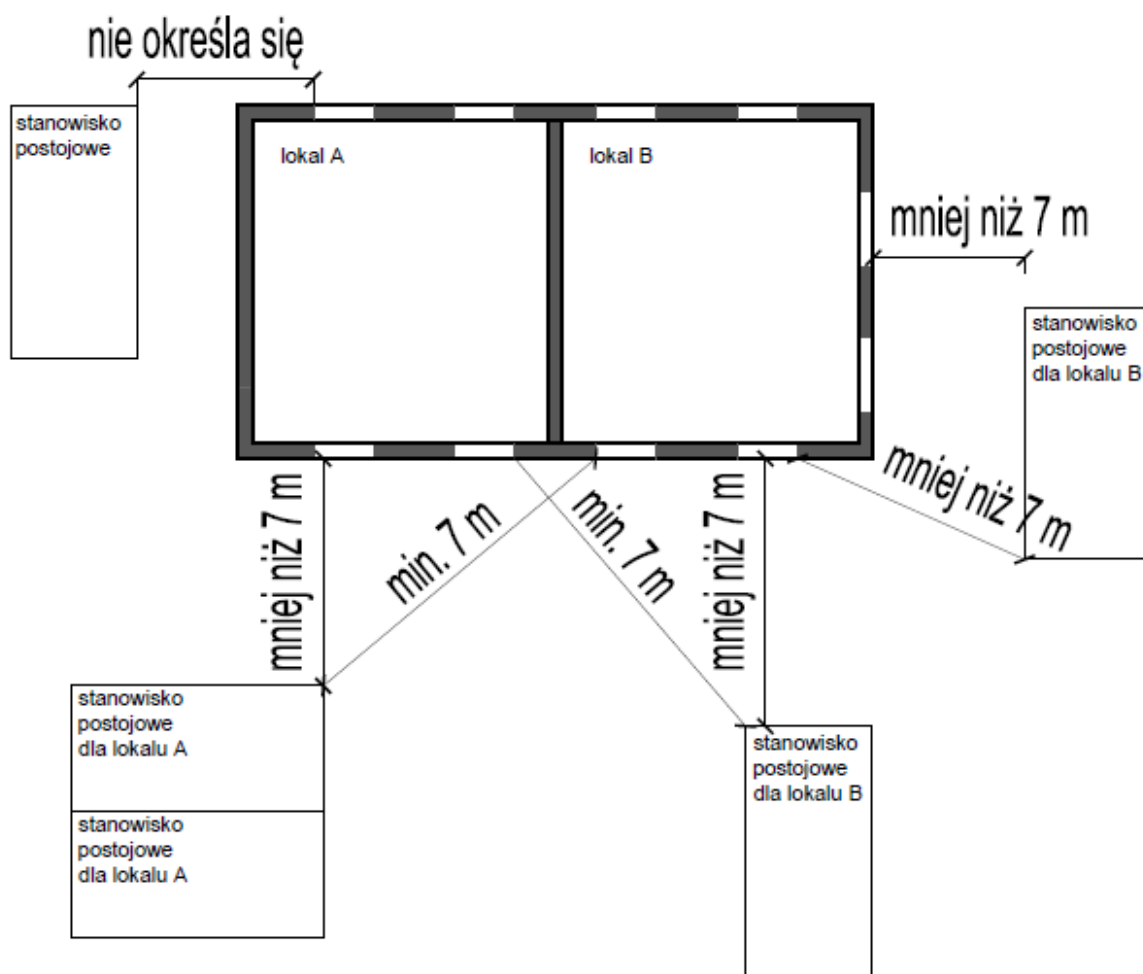 nie określa się
stanowisko
postojowe
lokal A
lokal B
mniej niż 7 m
stanowisko
postojowe
dla lokalu B
mniej niż 7 m
min. 7 m
min. 7 m
mniej niż 7 m
mniej niż 7 m
stanowisko
postojowe
dla lokalu A
stanowisko
postojowe
dla lokalu B
stanowisko
postojowe
dla lokalu A